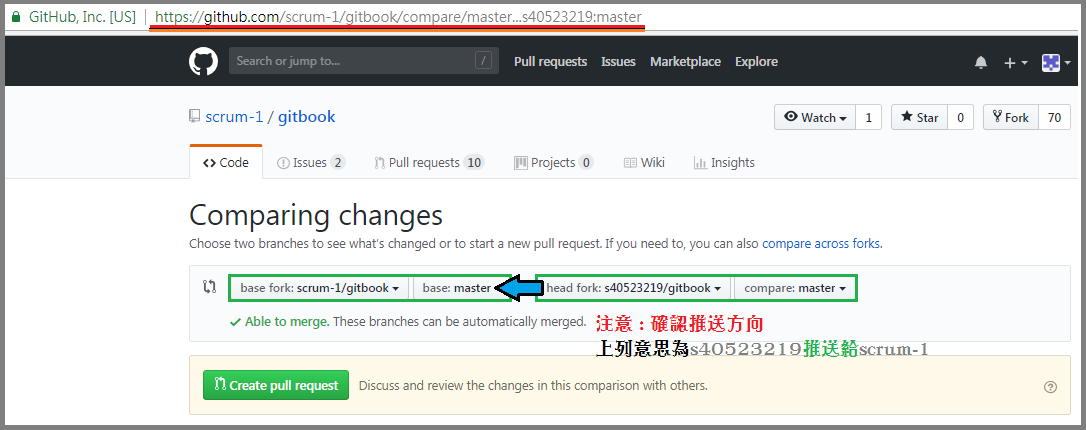 GitHub, Inc. [US] https://github.com/scrum-1/gitbook/compare/master...s40523219:master
Search or jump to... / Pull requests Issues Marketplace Explore
scrum-1 / gitbook Watch 1 Star 0 Fork 70
Code Issues 2 Pull requests 10 Projects 0 Wiki Insights
Comparing changes
Choose two branches to see what's changed or to start a new pull request. If you need to, you can also compare across forks.
base fork: scrum-1/gitbook base: master head fork: s40523219/gitbook compare: master
Able to merge. These branches can be automatically merged.
注意：確認推送方向
上列意思為s40523219推送給scrum-1
Create pull request Discuss and review the changes in this comparison with others.